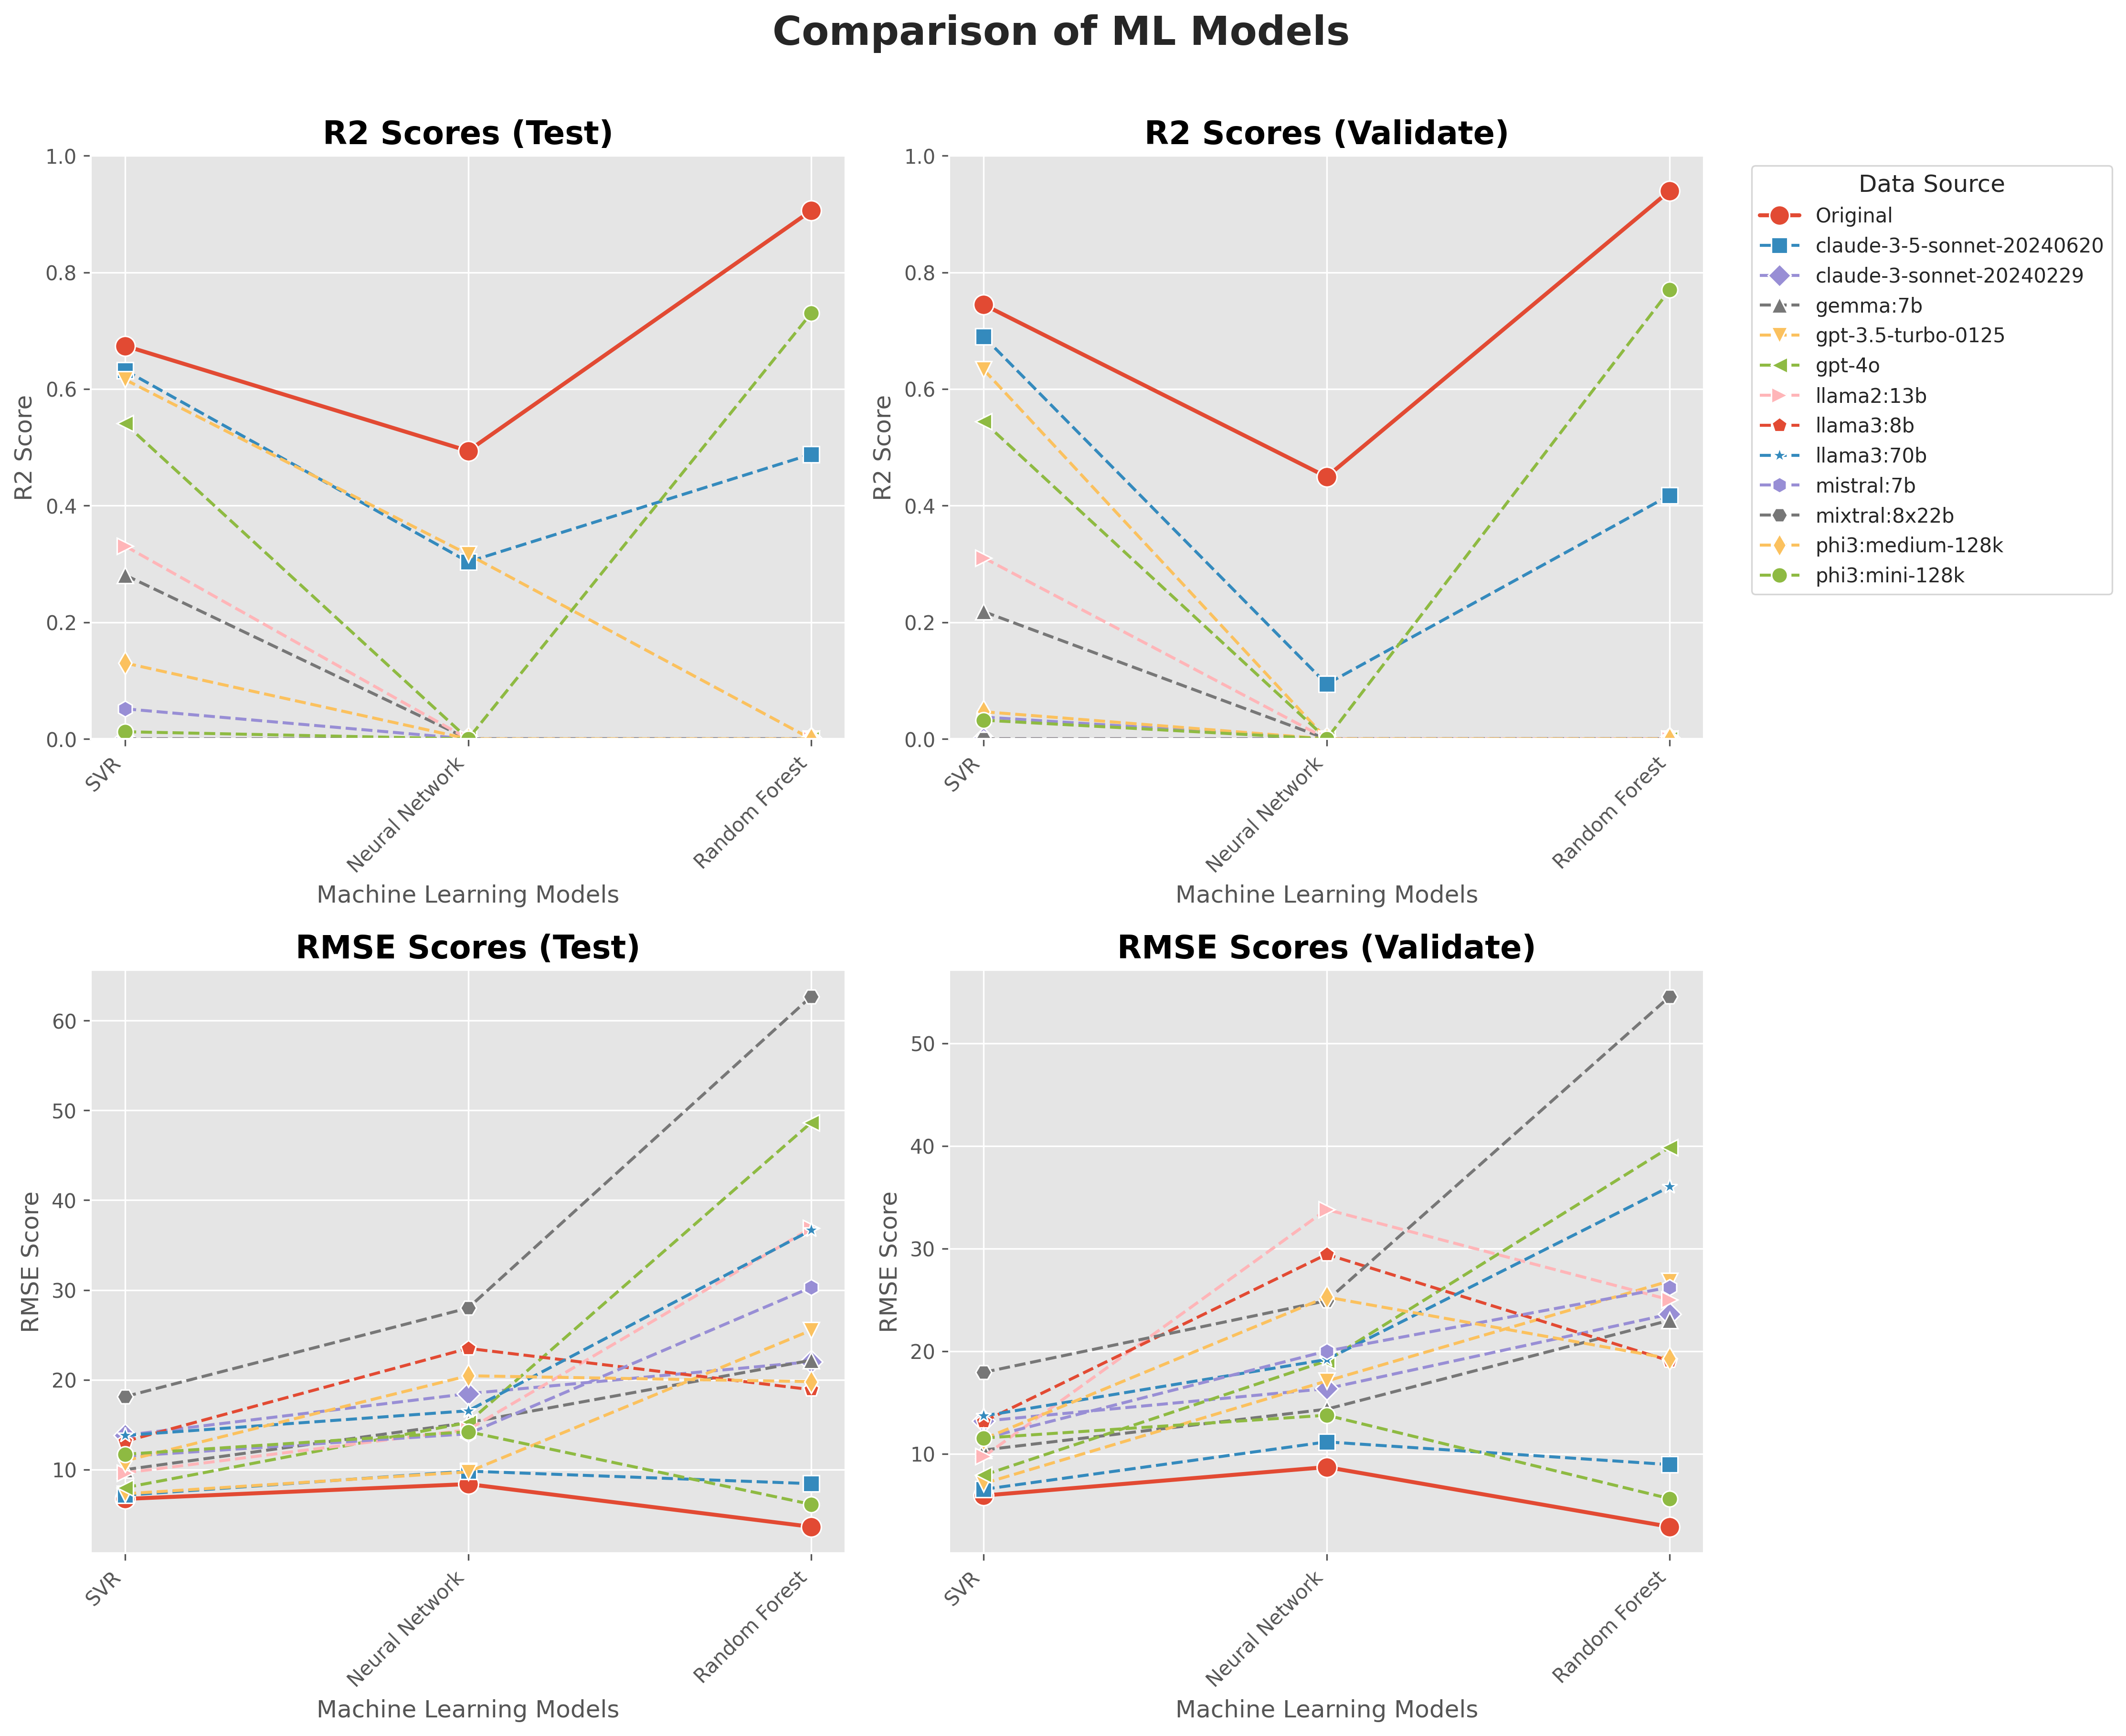 Comparison of ML Models
R2 Scores (Test)
R2 Score
1.0
0.8
0.6
0.4
0.2
0.0
SVR
Neural Network
Random Forest
Machine Learning Models
R2 Scores (Validate)
R2 Score
1.0
0.8
0.6
0.4
0.2
0.0
SVR
Neural Network
Random Forest
Machine Learning Models
Data Source
Original
claude-3-5-sonnet-20240620
claude-3-sonnet-20240229
gemma:7b
gpt-3.5-turbo-0125
gpt-4o
llama2:13b
llama3:8b
llama3:70b
mistral:7b
mixtral:8x22b
phi3:medium-128k
phi3:mini-128k
RMSE Scores (Test)
RMSE Score
60
50
40
30
20
10
SVR
Neural Network
Random Forest
Machine Learning Models
RMSE Scores (Validate)
RMSE Score
50
40
30
20
10
SVR
Neural Network
Random Forest
Machine Learning Models